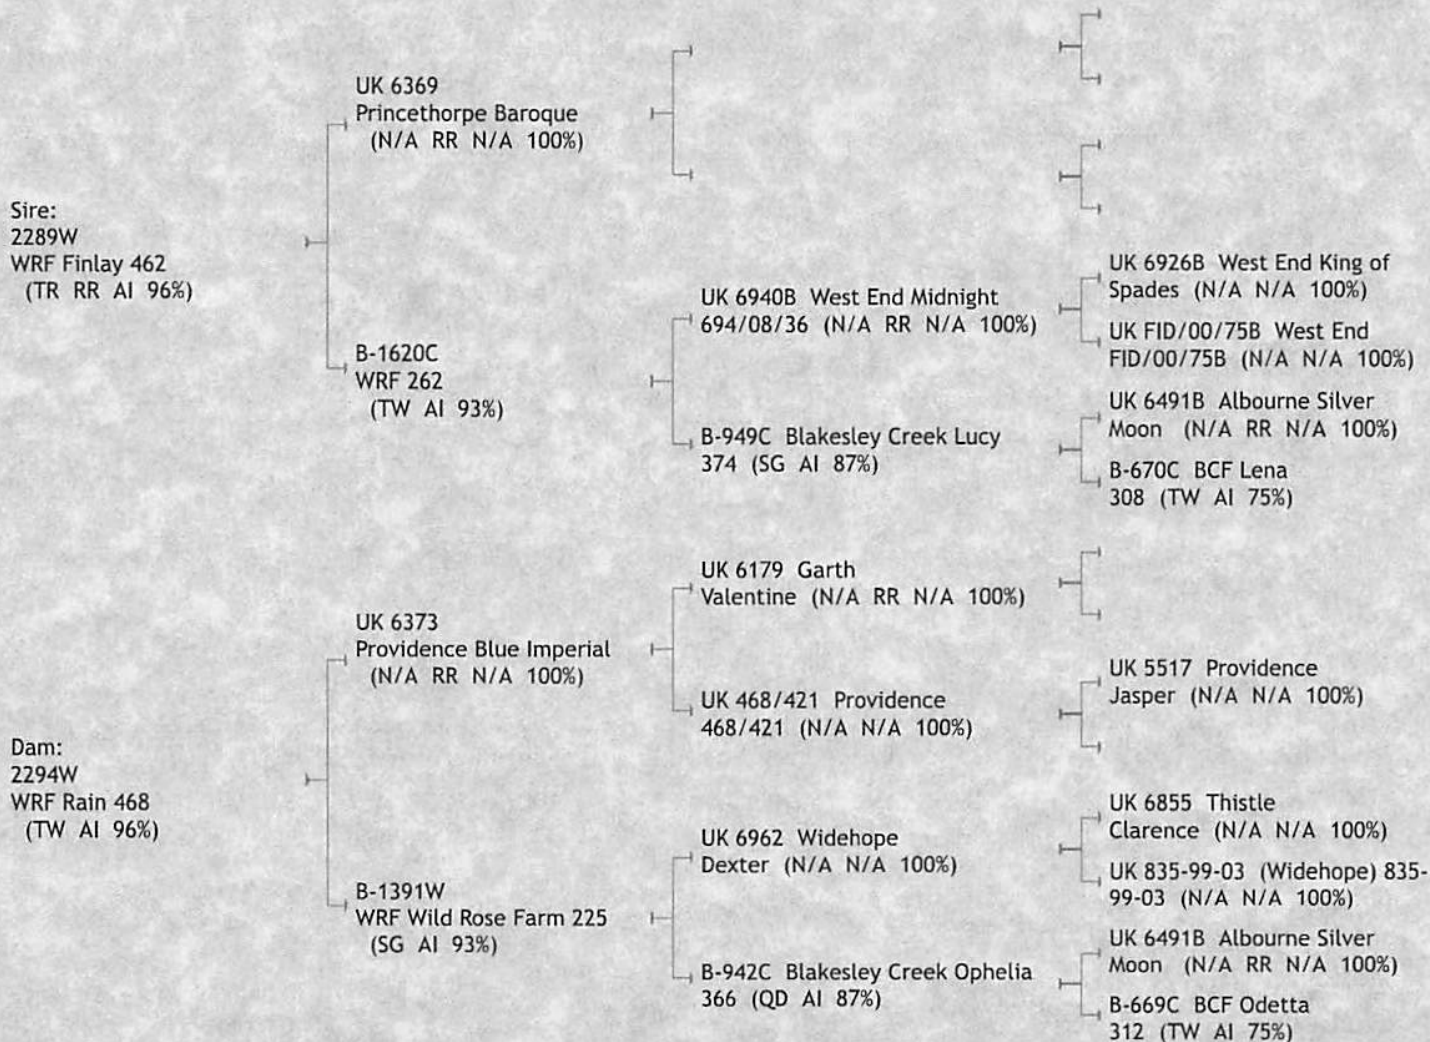 Sire:
2289W
WRF Finlay 462
(TR RR AI 96%)
UK 6369
Princethorpe Baroque
(N/A RR N/A 100%)
B-1620C
WRF 262
(TW AI 93%)
UK 6940B West End Midnight
694/08/36 (N/A RR N/A 100%)
B-949C Blakesley Creek Lucy
374 (SG AI 87%)
UK 6926B West End King of
Spades (N/A N/A 100%)
UK FID/00/75B West End
FID/00/75B (N/A N/A 100%)
UK 6491B Albourne Silver
Moon (N/A RR N/A 100%)
B-670C BCF Lena
308 (TW AI 75%)
Dam:
2294W
WRF Rain 468
(TW AI 96%)
UK 6373
Providence Blue Imperial
(N/A RR N/A 100%)
B-1391W
WRF Wild Rose Farm 225
(SG AI 93%)
UK 6179 Garth
Valentine (N/A RR N/A 100%)
UK 468/421 Providence
468/421 (N/A N/A 100%)
UK 6962 Widehope
Dexter (N/A N/A 100%)
B-942C Blakesley Creek Ophelia
366 (QD AI 87%)
UK 5517 Providence
Jasper (N/A N/A 100%)
UK 6855 Thistle
Clarence (N/A N/A 100%)
UK 835-99-03 (Widehope) 835-
99-03 (N/A N/A 100%)
UK 6491B Albourne Silver
Moon (N/A RR N/A 100%)
B-669C BCF Odetta
312 (TW AI 75%)